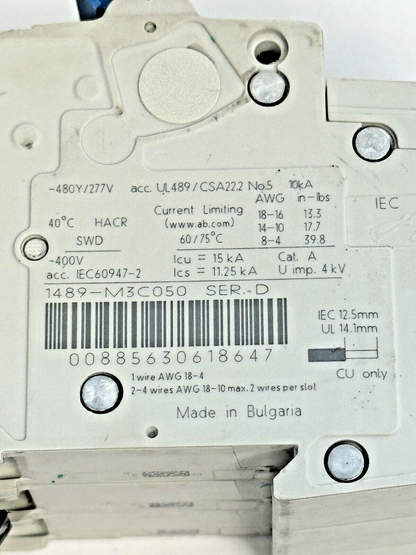 ~480Y/277V acc. UL489/CSA22.2 No.5 10kA
AWG in-lbs
Current Limiting 18-16 13.3
40°C HACR (www.ab.com) 14-10 17.7
SWD 60/75°C 8-4 39.8
IEC
~400V Icu = 15 kA Cat. A
acc. IEC60947-2 Ics = 11.25 kA U imp. 4 kV
1489-M3C050 SER.-D
00885630618647
IEC 12.5mm
UL 14.1mm
CU only
1 wire AWG 18-4
2-4 wires AWG 18-10 max. 2 wires per slot
Made in Bulgaria